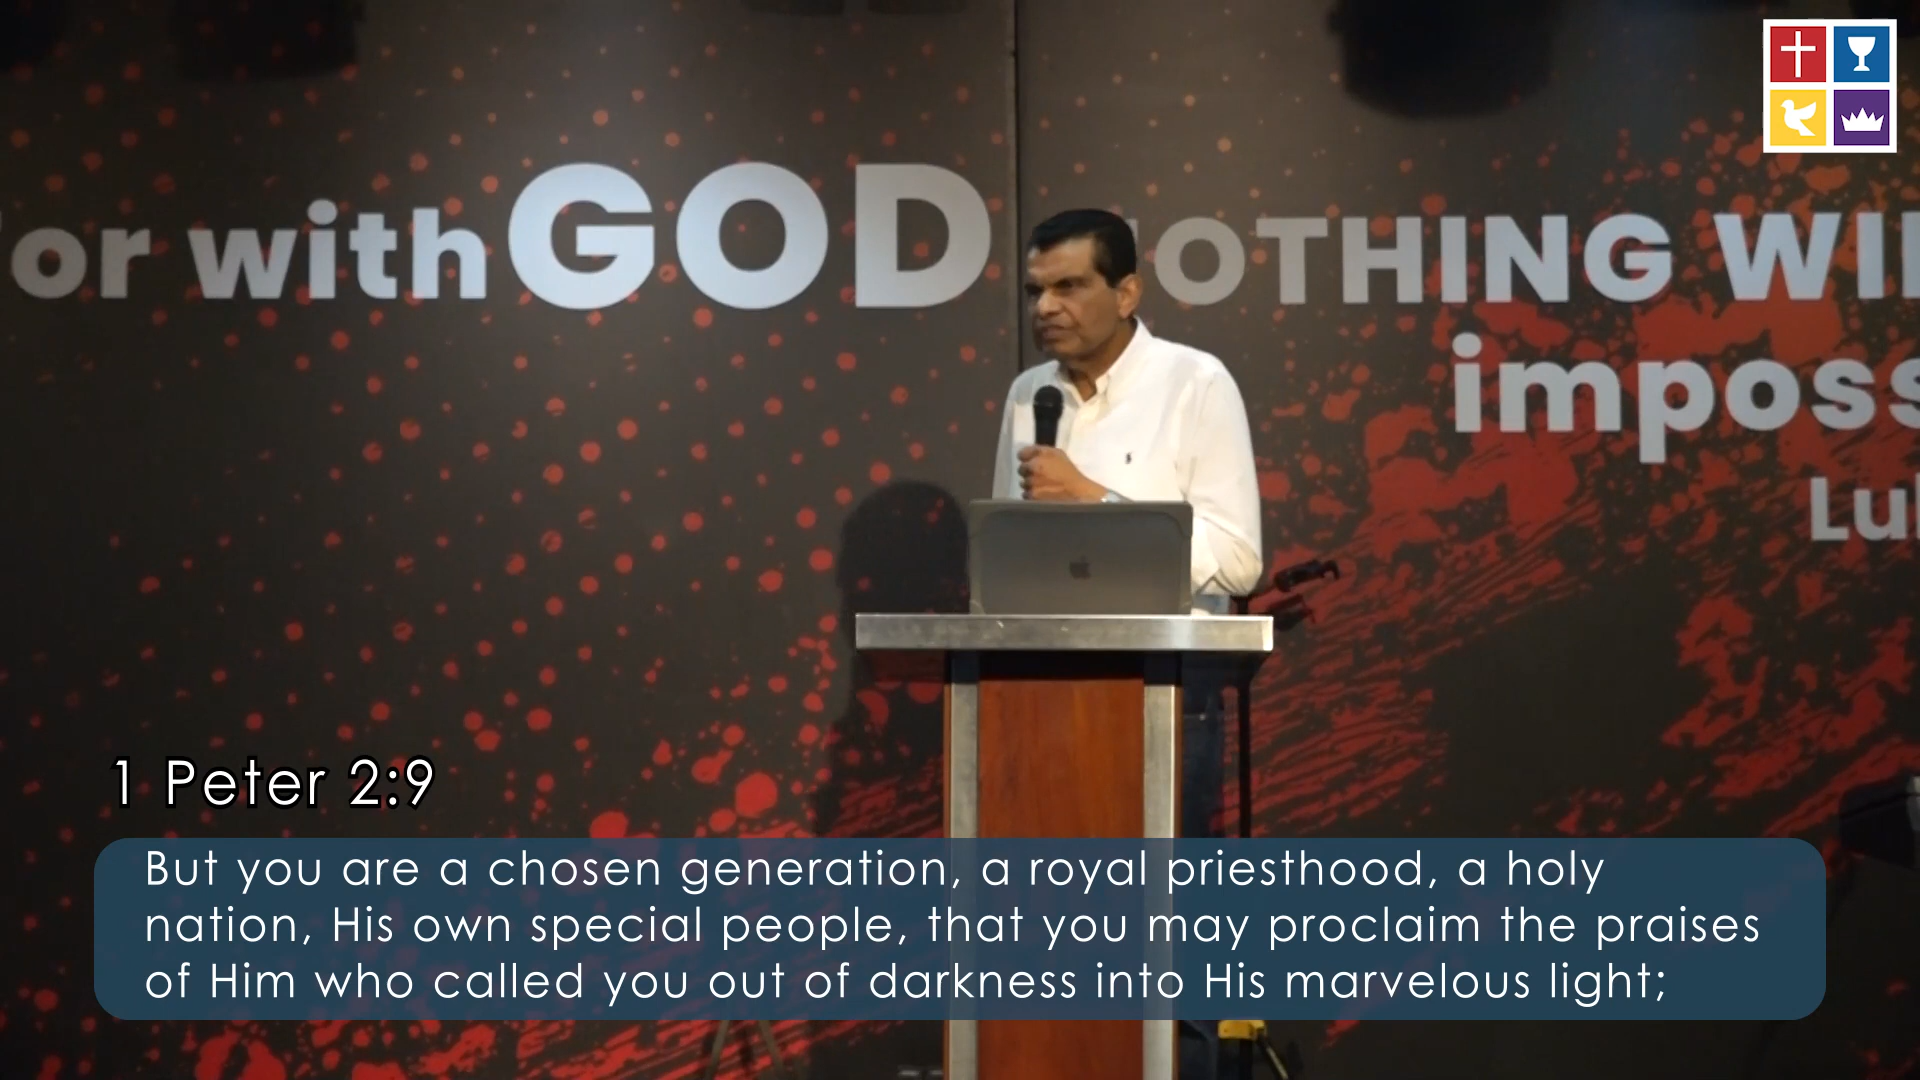 or with GOD NOTHING WIL
imposs
Lu
1 Peter 2:9
But you are a chosen generation, a royal priesthood, a holy
nation, His own special people, that you may proclaim the praises
of Him who called you out of darkness into His marvelous light;